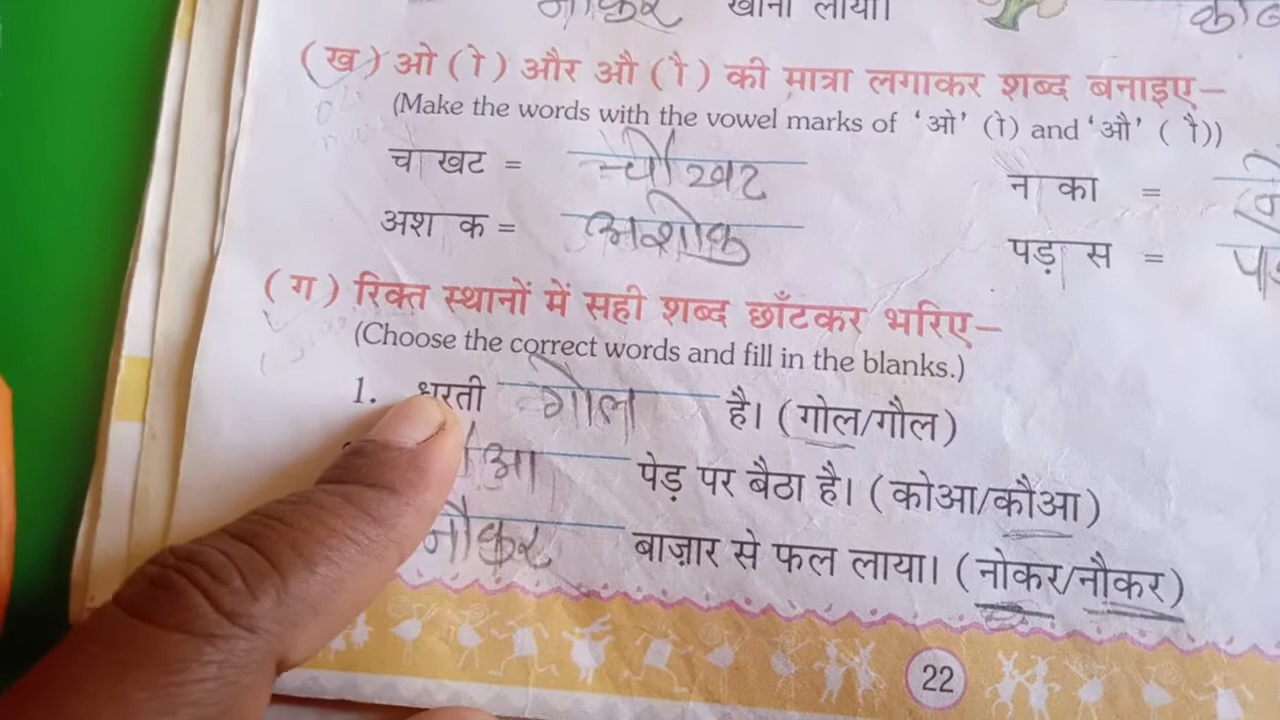 नौकर खाना लाया।
( ख ) ओ ( ो ) और औ ( ौ ) की मात्रा लगाकर शब्द बनाइए–
(Make the words with the vowel marks of ‘ओ’ ( ो) and ‘औ’ ( ौ))
चा खट = चौखट ना का =
अशा क = अशोक पड़ा स =
( ग ) रिक्त स्थानों में सही शब्द छाँटकर भरिए–
(Choose the correct words and fill in the blanks.)
1. धरती गोल है। (गोल/गौल)
पेड़ पर बैठा है। (कोआ/कौआ)
नौकर बाज़ार से फल लाया। (नोकर/नौकर)
22